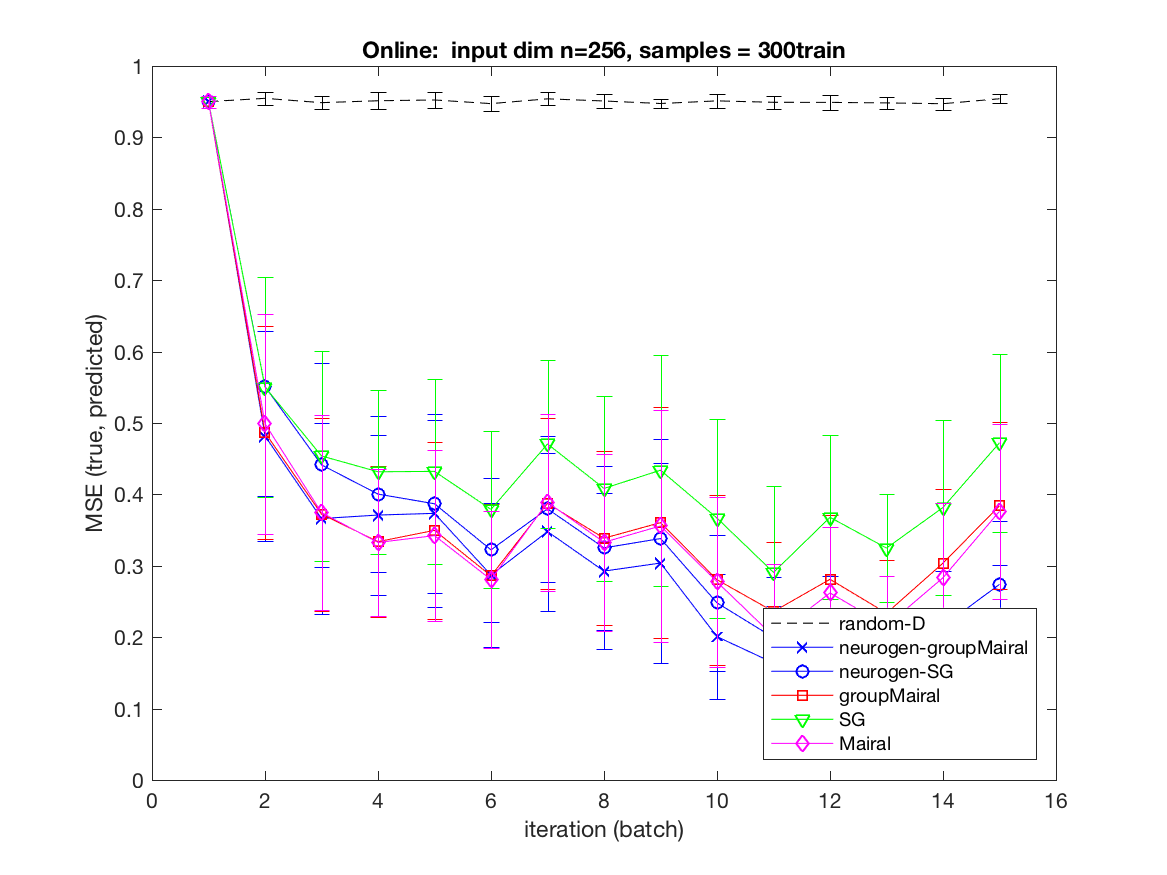 Online:  input dim n=256, samples = 300train
MSE (true, predicted)
1
0.9
0.8
0.7
0.6
0.5
0.4
0.3
0.2
0.1
0
random-D
neurogen-groupMairal
neurogen-SG
groupMairal
SG
Mairal
0 2 4 6 8 10 12 14 16
iteration (batch)